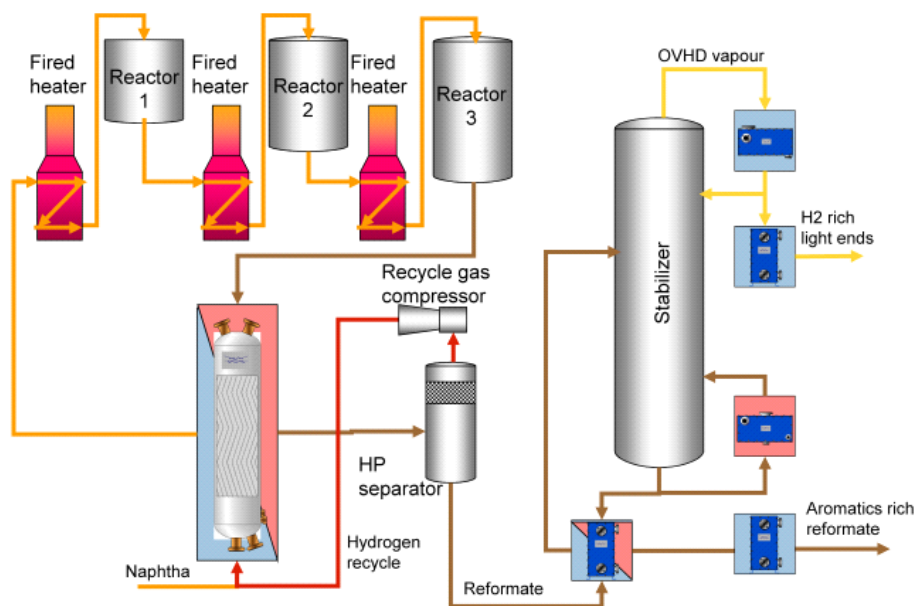 Fired
heater
Reactor
1
Fired
heater
Reactor
2
Fired
heater
Reactor
3
OVHD vapour
H2 rich
light ends
Stabilizer
Recycle gas
compressor
HP
separator
Hydrogen
recycle
Naphtha
Reformate
Aromatics rich
reformate